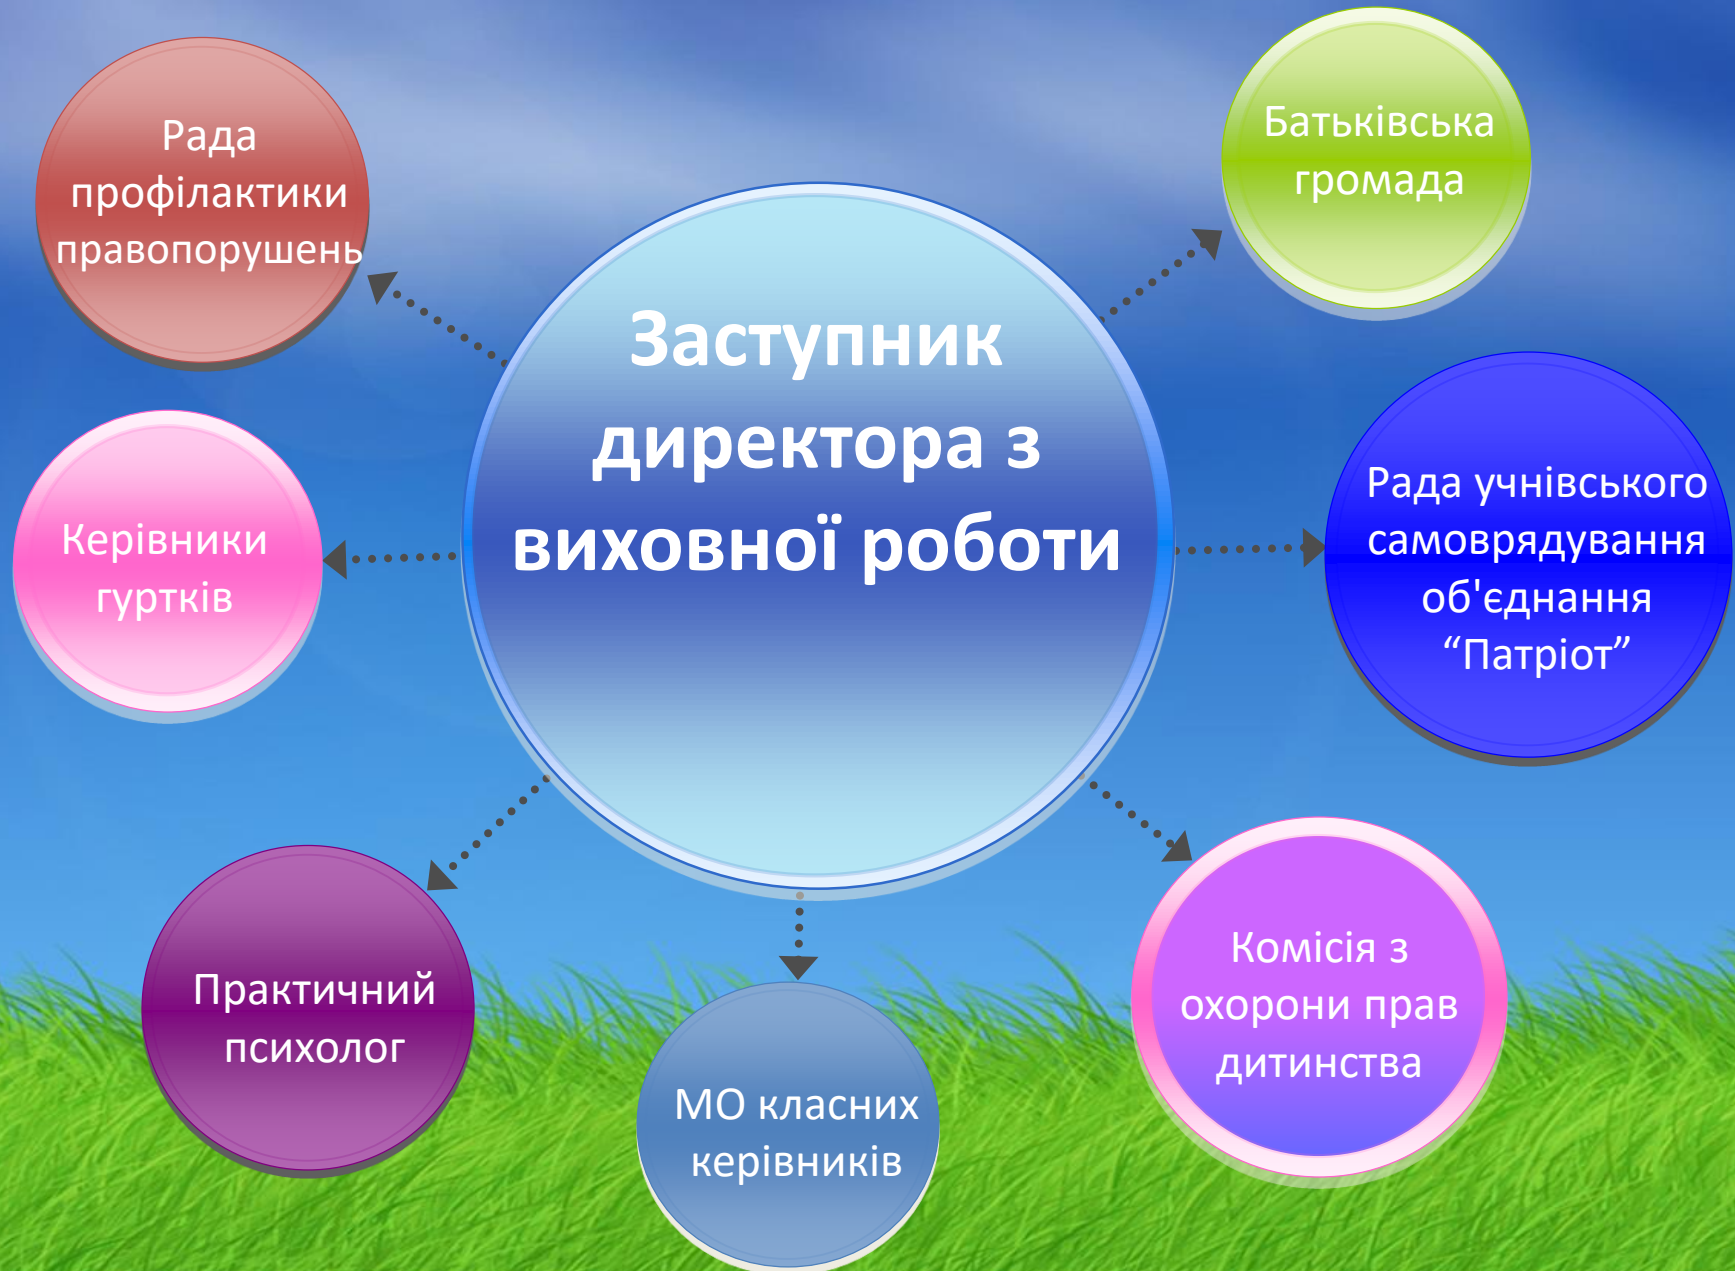 Рада
профілактики
правопорушень
Батьківська
громада
Заступник
директора з
виховної роботи
Керівники
гуртків
Рада учнівського
самоврядування
об'єднання
“Патріот”
Практичний
психолог
МО класних
керівників
Комісія з
охорони прав
дитинства